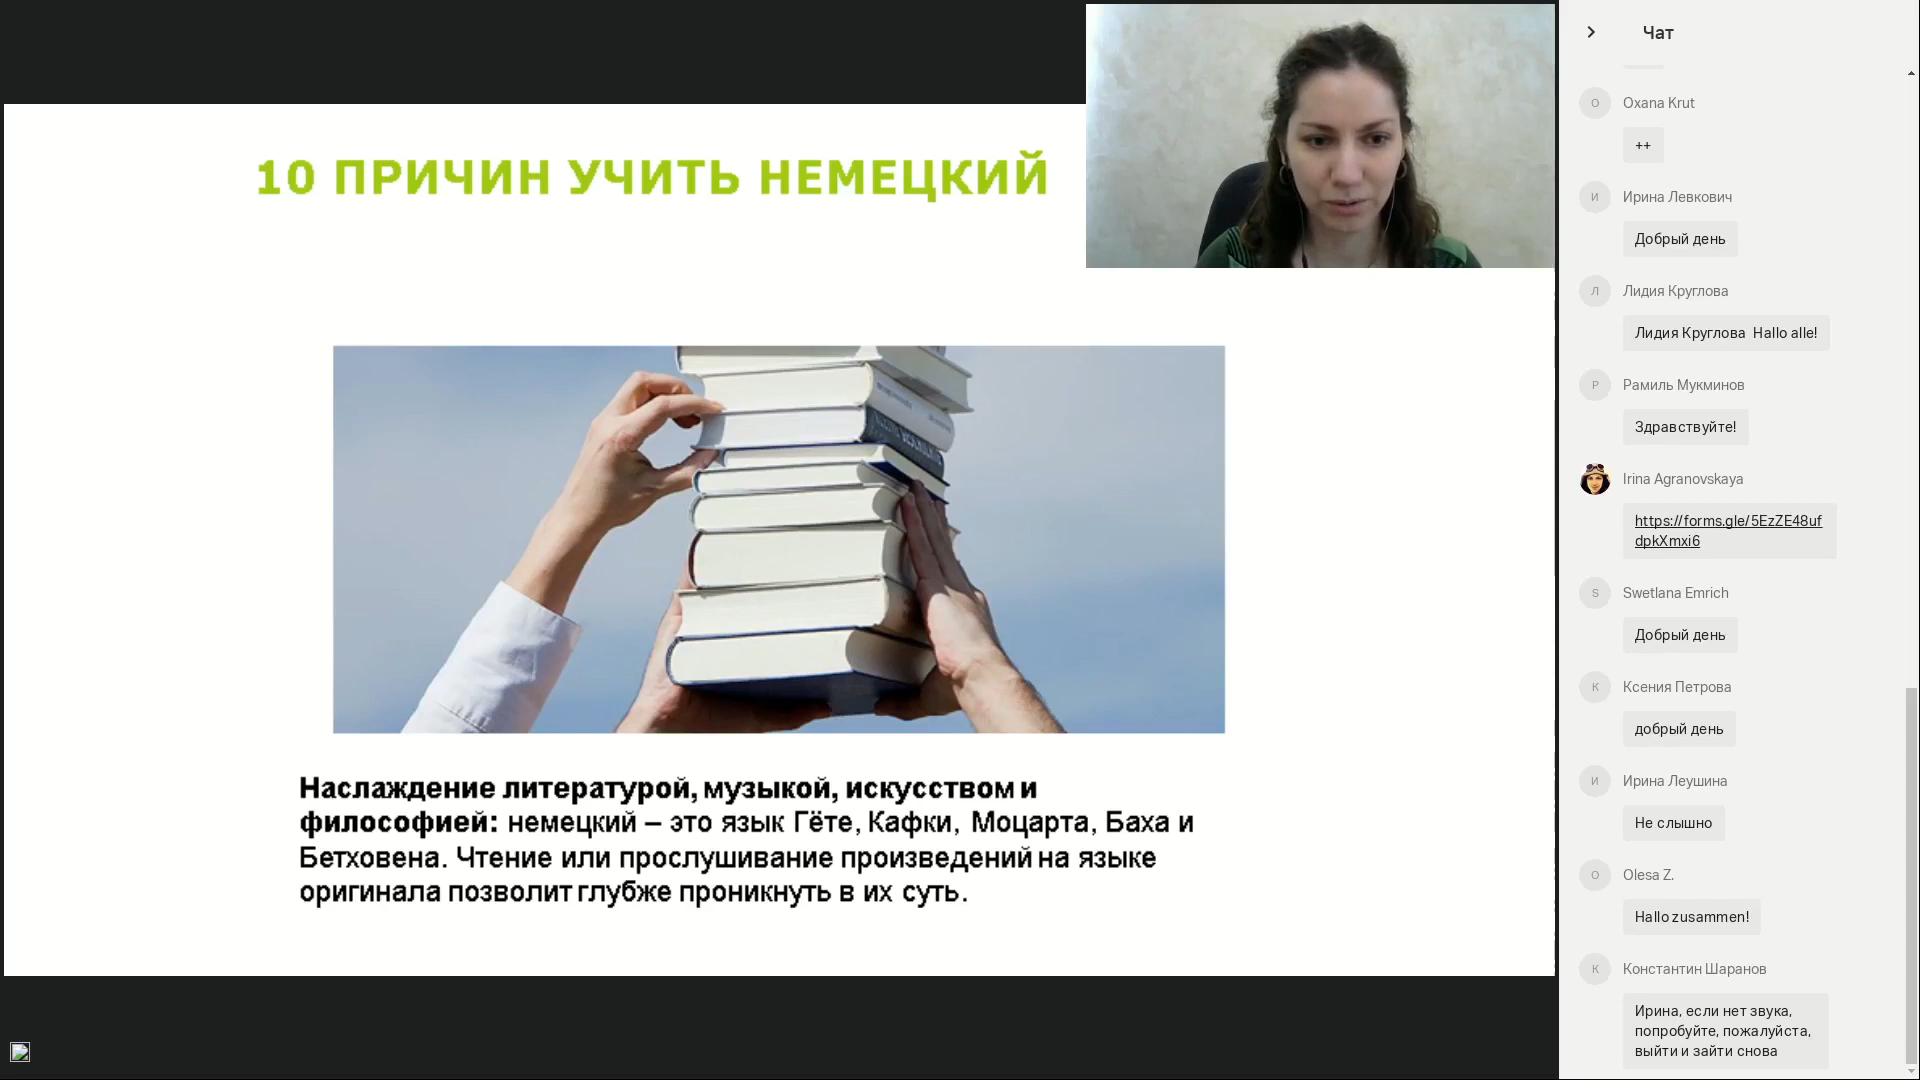 10 ПРИЧИН УЧИТЬ НЕМЕЦКИЙ
Наслаждение литературой, музыкой, искусством и
философией: немецкий – это язык Гёте, Кафки, Моцарта, Баха и
Бетховена. Чтение или прослушивание произведений на языке
оригинала позволит глубже проникнуть в их суть.
Чат
O
Oxana Krut
++
И
Ирина Левкович
Добрый день
Л
Лидия Круглова
Лидия Круглова Hallo alle!
Р
Рамиль Мукминов
Здравствуйте!
Irina Agranovskaya
https://forms.gle/5EzZE48uf
dpkXmxi6
S
Swetlana Emrich
Добрый день
К
Ксения Петрова
добрый день
И
Ирина Леушина
Не слышно
O
Olesa Z.
Hallo zusammen!
К
Константин Шаранов
Ирина, если нет звука,
попробуйте, пожалуйста,
выйти и зайти снова